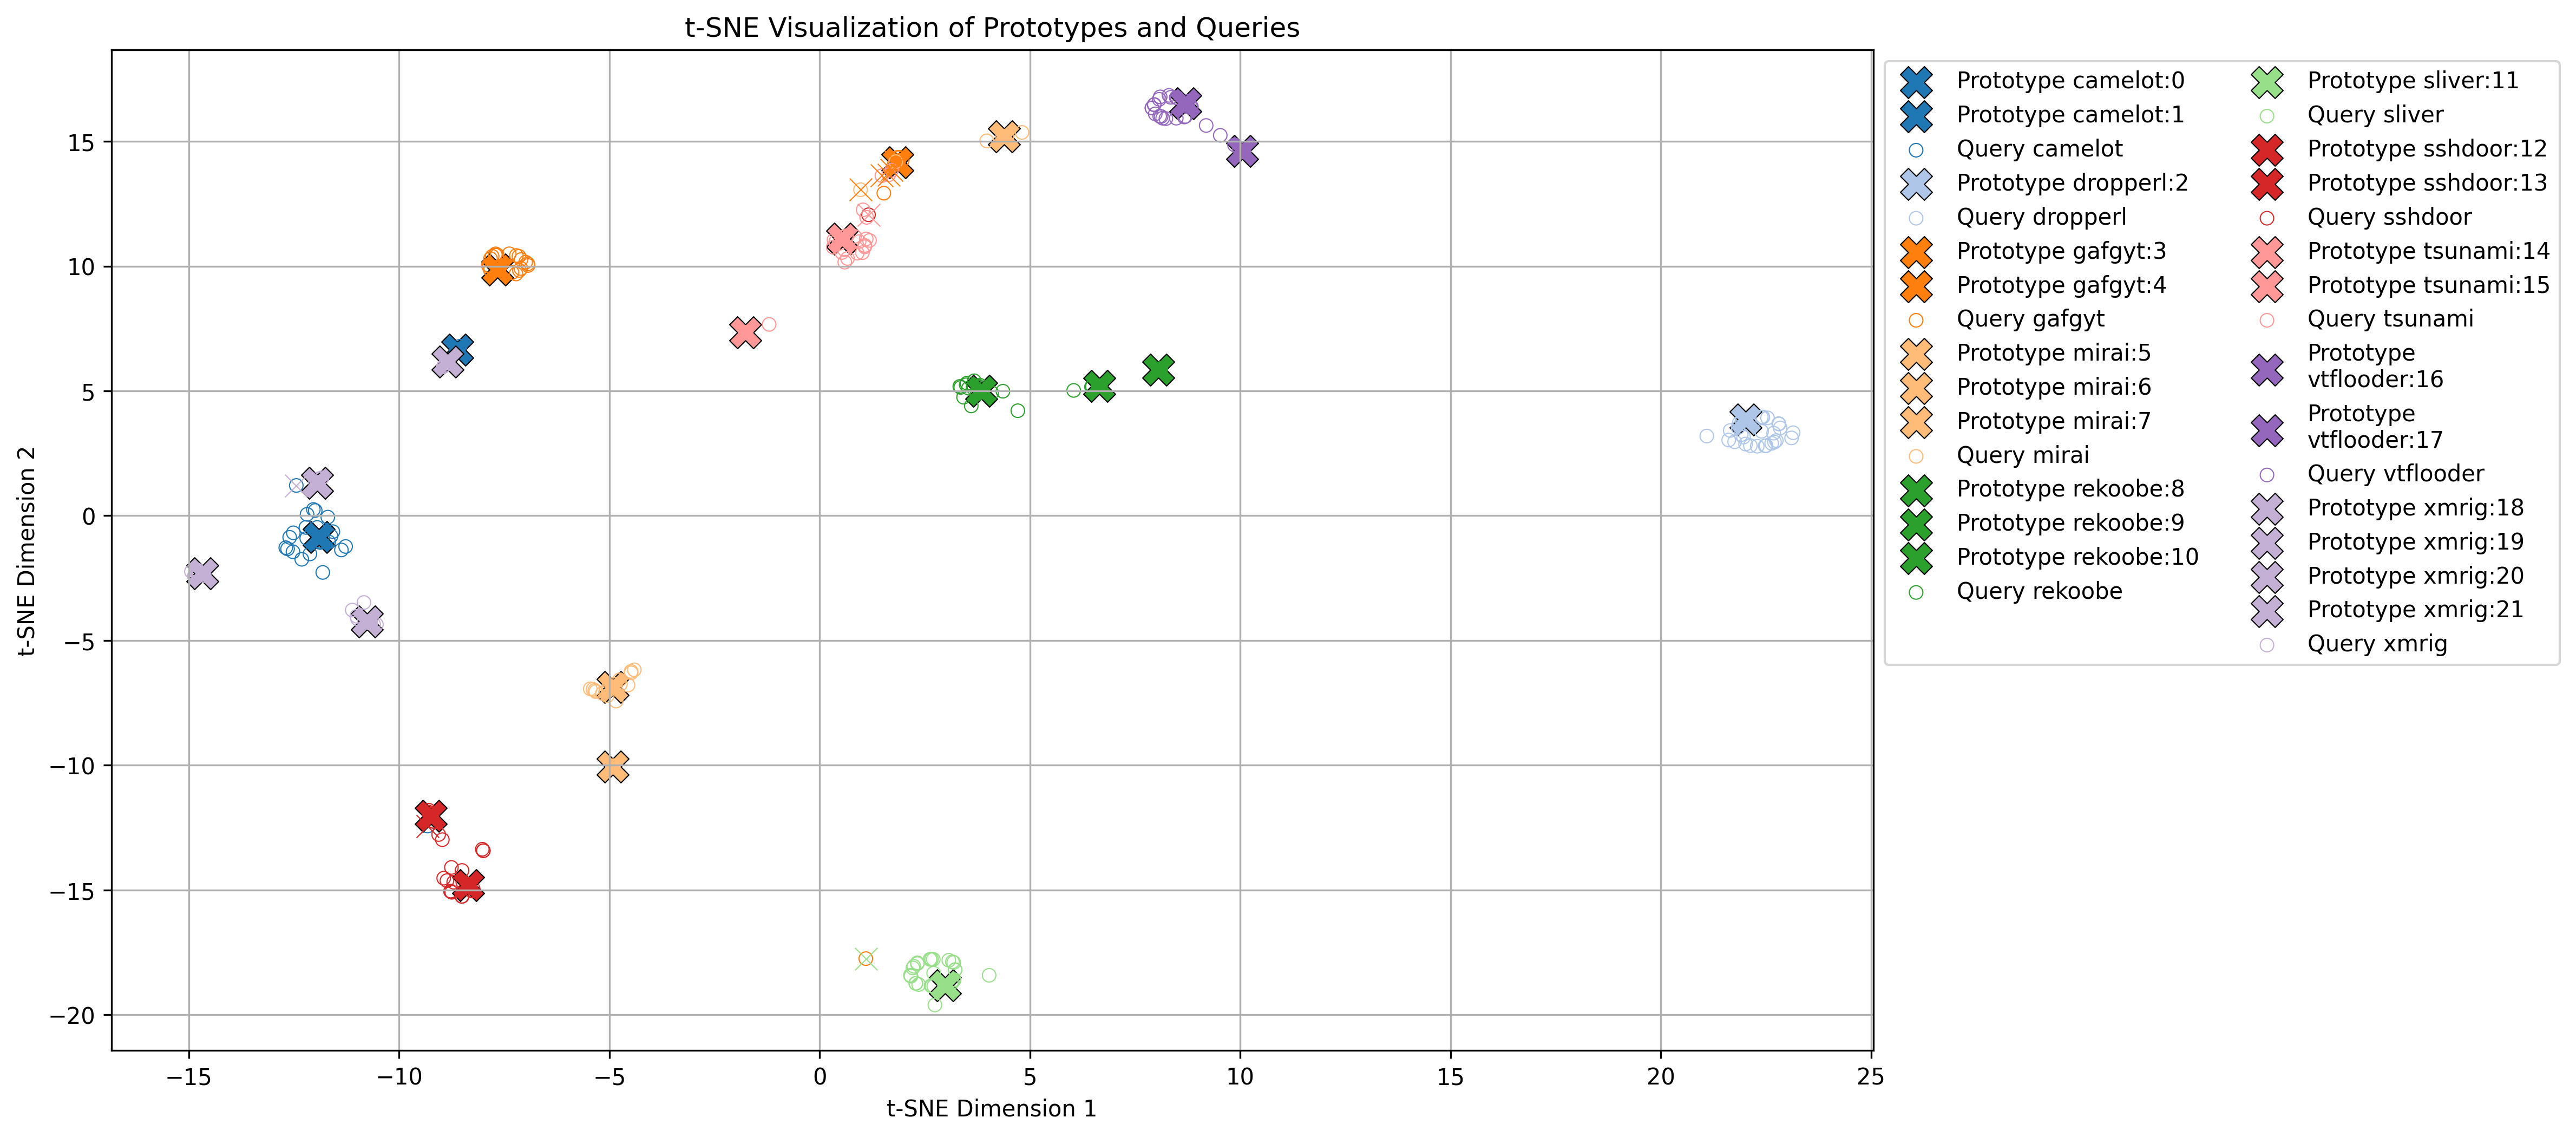 t-SNE Visualization of Prototypes and Queries
t-SNE Dimension 2
15
10
5
0
−5
−10
−15
−20
−15
−10
−5
0
5
10
15
20
25
t-SNE Dimension 1
Prototype camelot:0
Prototype camelot:1
Query camelot
Prototype dropperl:2
Query dropperl
Prototype gafgyt:3
Prototype gafgyt:4
Query gafgyt
Prototype mirai:5
Prototype mirai:6
Prototype mirai:7
Query mirai
Prototype rekoobe:8
Prototype rekoobe:9
Prototype rekoobe:10
Query rekoobe
Prototype sliver:11
Query sliver
Prototype sshdoor:12
Prototype sshdoor:13
Query sshdoor
Prototype tsunami:14
Prototype tsunami:15
Query tsunami
Prototype
vtflooder:16
Prototype
vtflooder:17
Query vtflooder
Prototype xmrig:18
Prototype xmrig:19
Prototype xmrig:20
Prototype xmrig:21
Query xmrig